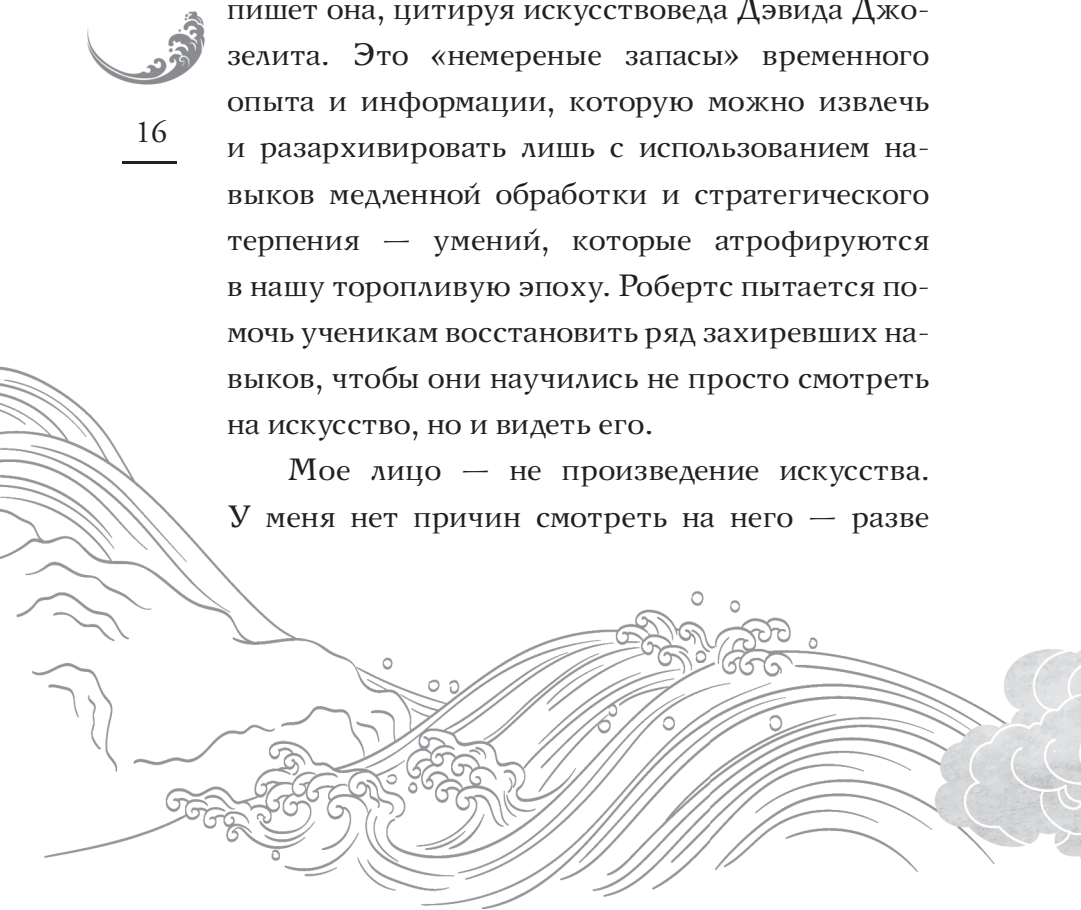 пишет она, цитируя искусствоведа Дэвида Джо-
зелита. Это «немереные запасы» временного
опыта и информации, которую можно извлечь
16
и разархивировать лишь с использованием на-
выков медленной обработки и стратегического
терпения — умений, которые атрофируются
в нашу торопливую эпоху. Робертс пытается по-
мочь ученикам восстановить ряд захиревших на-
выков, чтобы они научились не просто смотреть
на искусство, но и видеть его.
Мое лицо — не произведение искусства.
У меня нет причин смотреть на него — разве